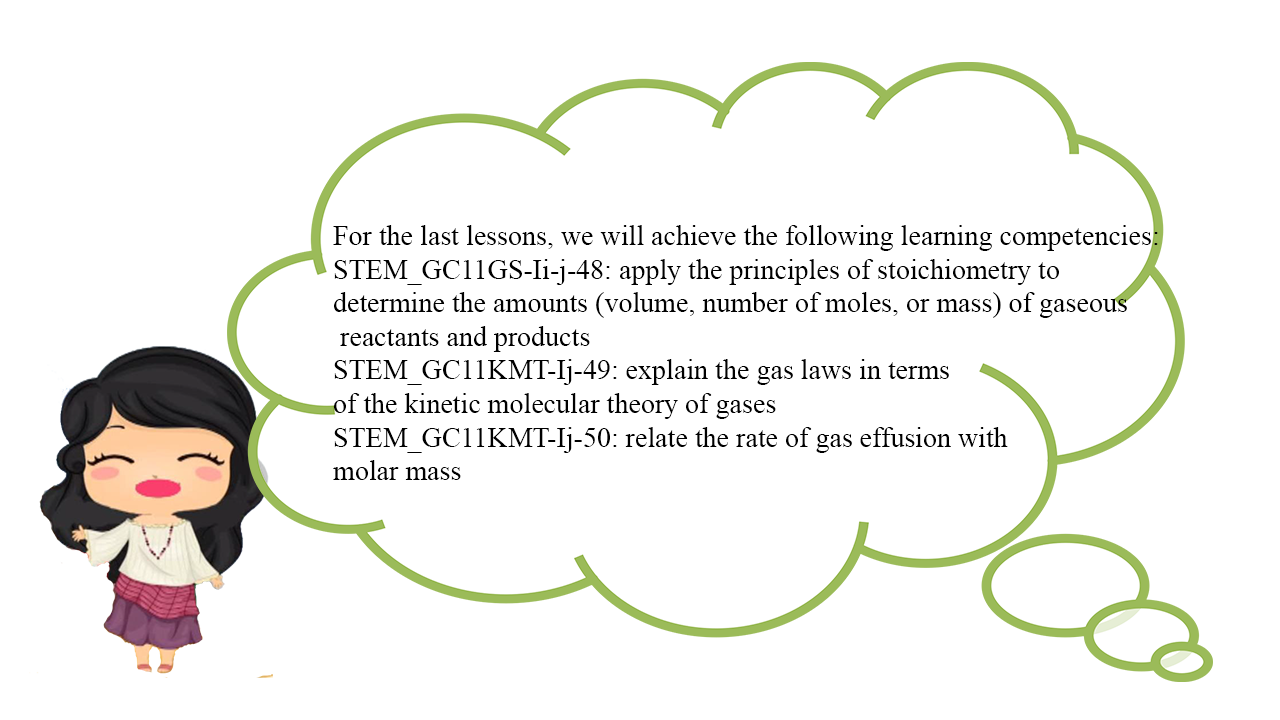 For the last lessons, we will achieve the following learning competencies:
STEM_GC11GS-Ii-j-48: apply the principles of stoichiometry to
determine the amounts (volume, number of moles, or mass) of gaseous
reactants and products
STEM_GC11KMT-Ij-49: explain the gas laws in terms
of the kinetic molecular theory of gases
STEM_GC11KMT-Ij-50: relate the rate of gas effusion with
molar mass